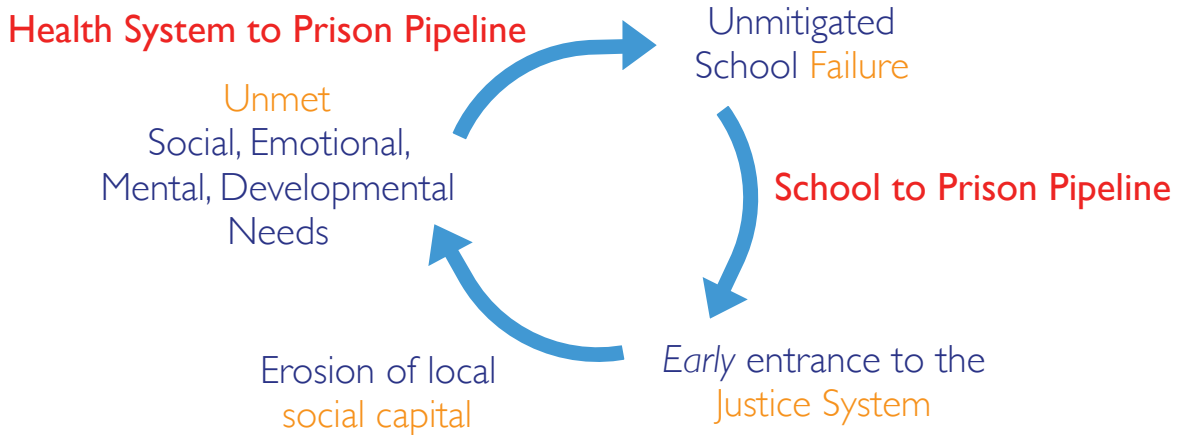 Health System to Prison Pipeline
Unmet
Social, Emotional,
Mental, Developmental
Needs
Unmitigated
School Failure
School to Prison Pipeline
Early entrance to the
Justice System
Erosion of local
social capital